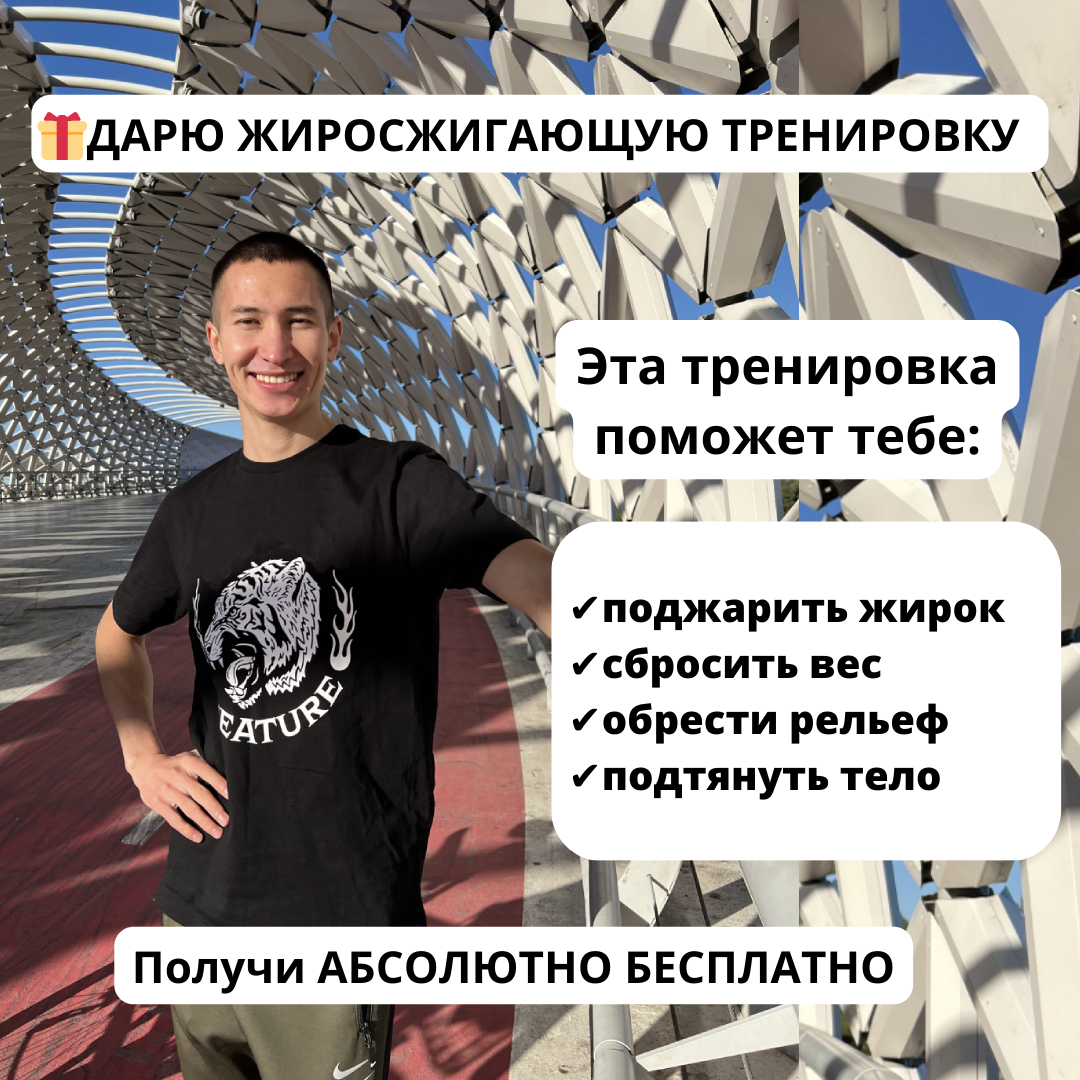 🎁ДАРЮ ЖИРОСЖИГАЮЩУЮ ТРЕНИРОВКУ
Эта тренировка
поможет тебе:
✔поджарить жирок
✔сбросить вес
✔обрести рельеф
✔подтянуть тело
EATURE
Получи АБСОЛЮТНО БЕСПЛАТНО